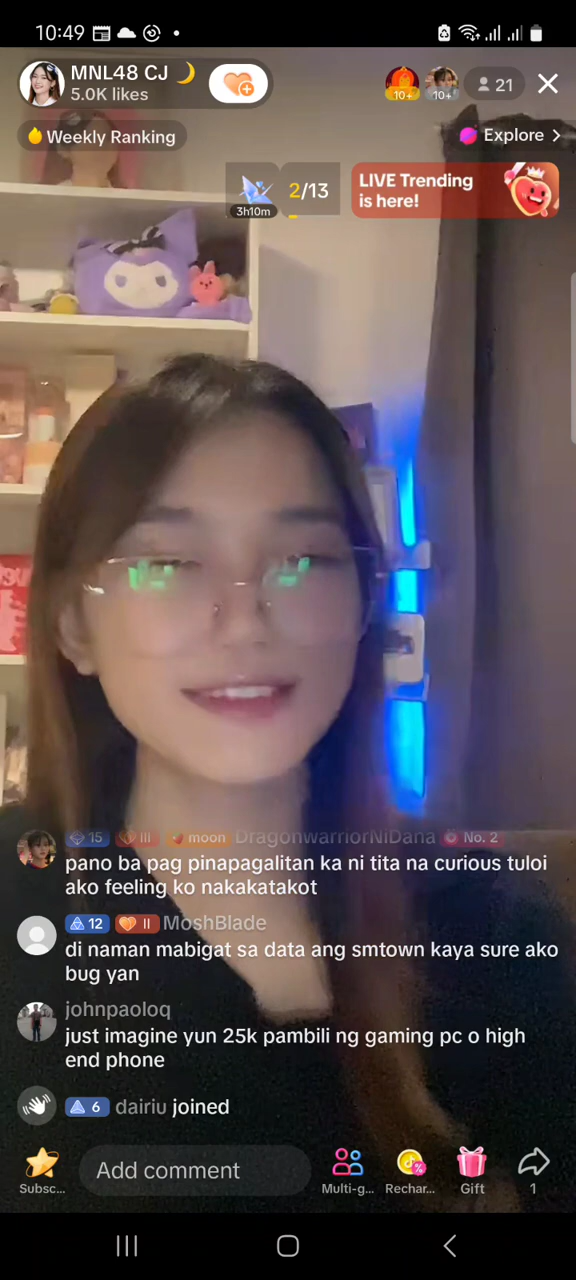 10:49
MNL48 CJ 🌙
5.0K likes
10+
10+
21
Weekly Ranking
Explore >
3h10m
2/13
LIVE Trending
is here!
15 III moon DragonwarriorNiDana No. 2
pano ba pag pinapagalitan ka ni tita na curious tuloi
ako feeling ko nakakatakot
12 II MoshBlade
di naman mabigat sa data ang smtown kaya sure ako
bug yan
johnpaoloq
just imagine yun 25k pambili ng gaming pc o high
end phone
6 dairiu joined
Add comment
Subsc...
Multi-g...
Rechar...
Gift
1